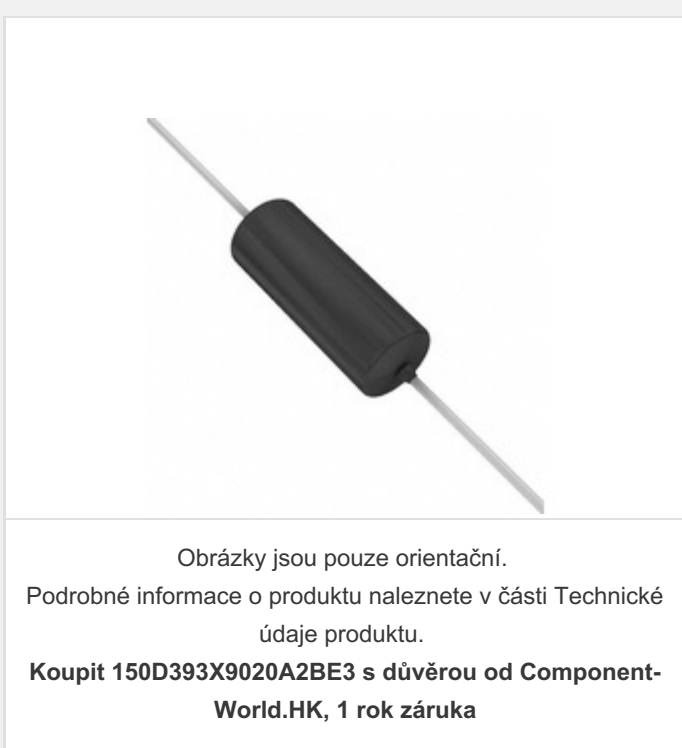 Obrázky jsou pouze orientační.
Podrobné informace o produktu naleznete v části Technické
údaje produktu.
Koupit 150D393X9020A2BE3 s důvěrou od Component-
World.HK, 1 rok záruka